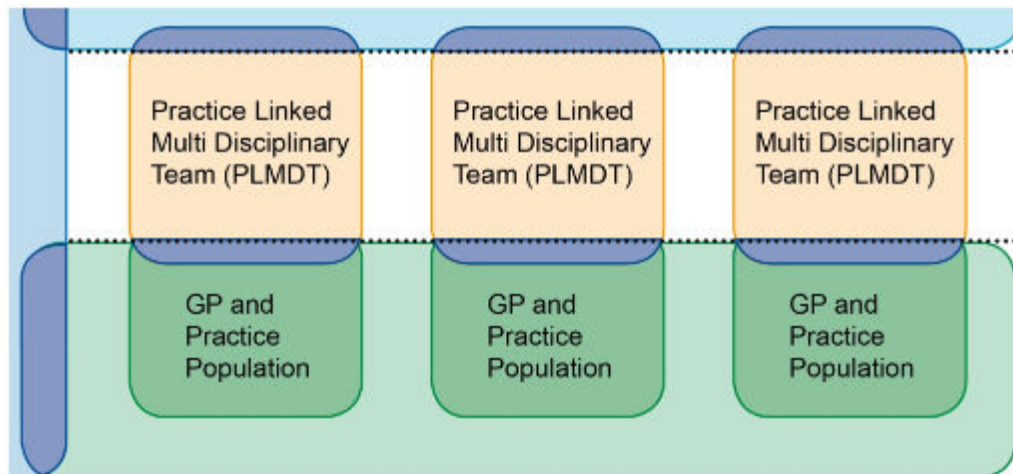 Practice Linked
Multi Disciplinary
Team (PLMDT)
Practice Linked
Multi Disciplinary
Team (PLMDT)
Practice Linked
Multi Disciplinary
Team (PLMDT)
GP and
Practice
Population
GP and
Practice
Population
GP and
Practice
Population